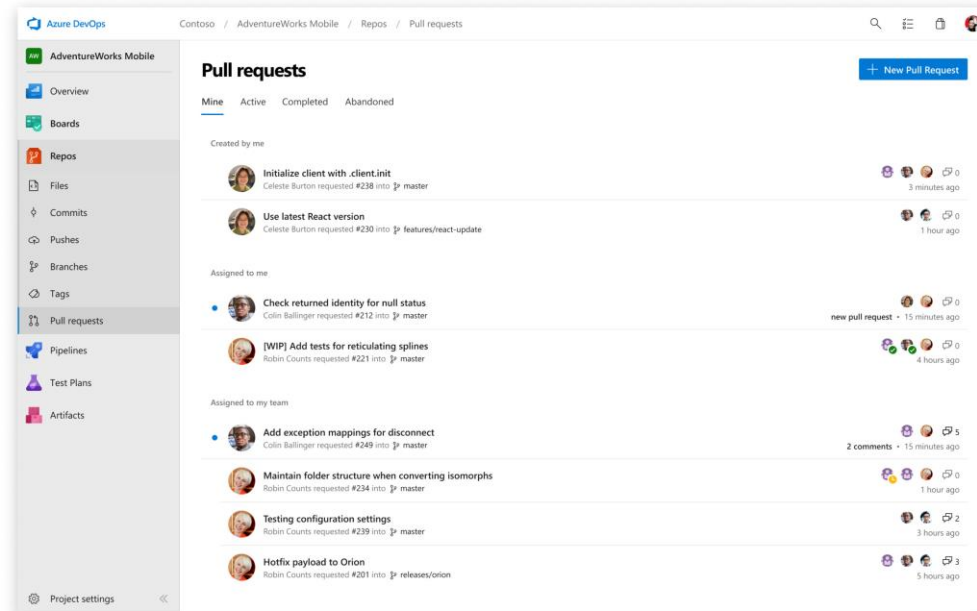 Azure DevOps
Contoso / AdventureWorks Mobile / Repos / Pull requests
AW AdventureWorks Mobile
Overview
Boards
Repos
Files
Commits
Pushes
Branches
Tags
Pull requests
Pipelines
Test Plans
Artifacts
Project settings
Pull requests
New Pull Request
Mine Active Completed Abandoned
Created by me
Initialize client with .client.init
Celeste Burton requested #238 into master
0
3 minutes ago
Use latest React version
Celeste Burton requested #230 into features/react-update
0
1 hour ago
Assigned to me
Check returned identity for null status
Colin Ballinger requested #212 into master
0
new pull request • 15 minutes ago
[WIP] Add tests for reticulating splines
Robin Counts requested #221 into master
0
4 hours ago
Assigned to my team
Add exception mappings for disconnect
Colin Ballinger requested #249 into master
5
2 comments • 15 minutes ago
Maintain folder structure when converting isomorphs
Robin Counts requested #234 into master
0
1 hour ago
Testing configuration settings
Robin Counts requested #239 into master
2
3 hours ago
Hotfix payload to Orion
Robin Counts requested #201 into releases/orion
3
5 hours ago